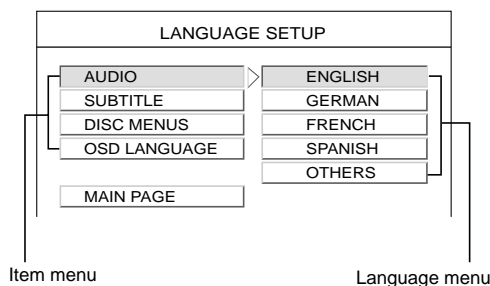 LANGUAGE SETUP
AUDIO ENGLISH
SUBTITLE GERMAN
DISC MENUS FRENCH
OSD LANGUAGE SPANISH
OTHERS
MAIN PAGE
Item menu Language menu